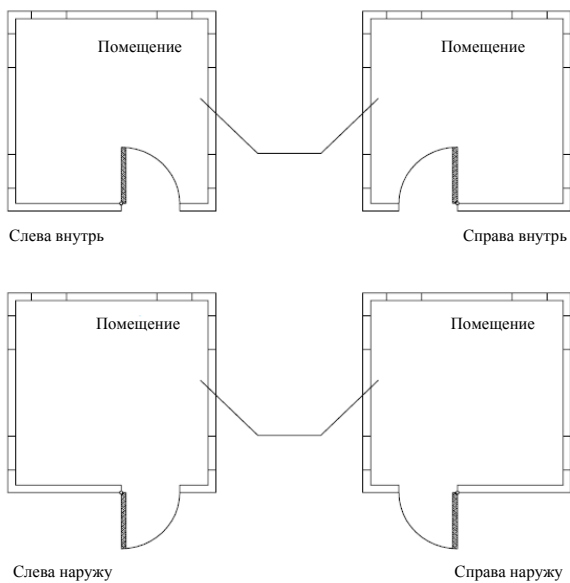 Помещение
Помещение
Слева внутрь
Справа внутрь
Помещение
Помещение
Слева наружу
Справа наружу